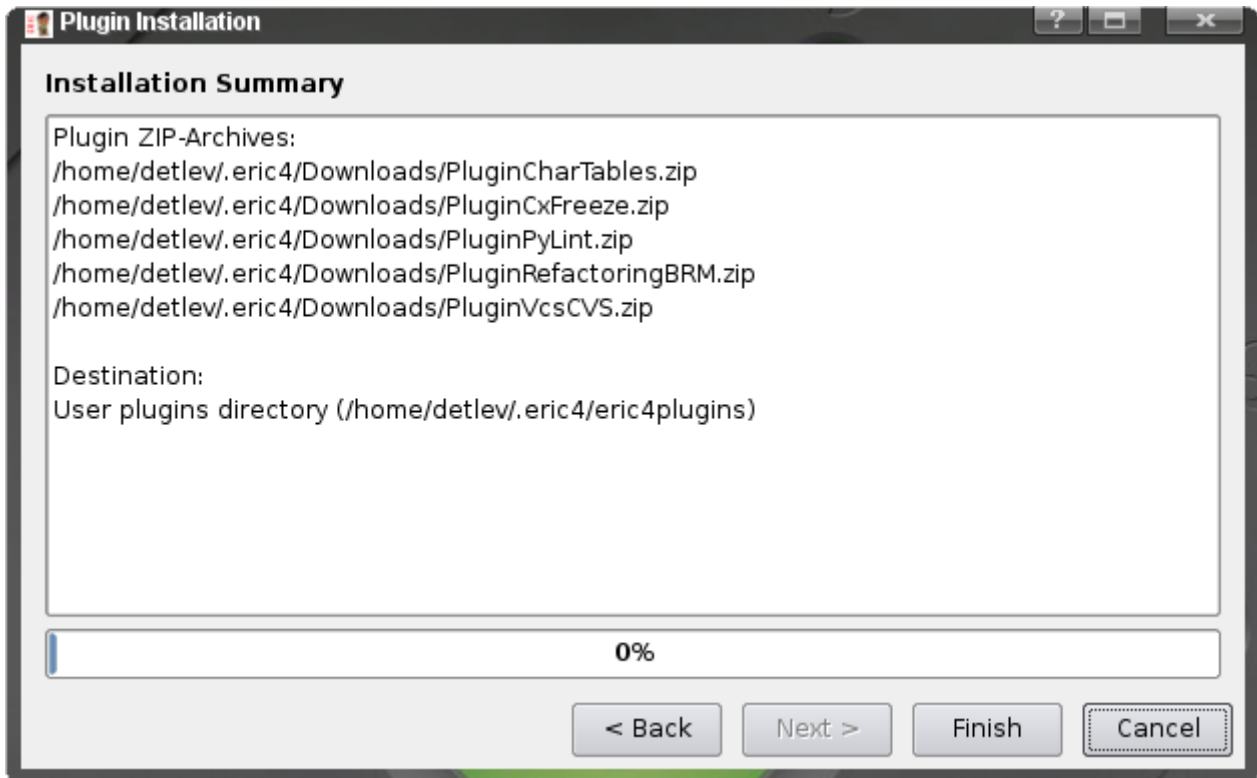 Plugin Installation
Installation Summary
Plugin ZIP-Archives:
/home/detlev/.eric4/Downloads/PluginCharTables.zip
/home/detlev/.eric4/Downloads/PluginCxFreeze.zip
/home/detlev/.eric4/Downloads/PluginPyLint.zip
/home/detlev/.eric4/Downloads/PluginRefactoringBRM.zip
/home/detlev/.eric4/Downloads/PluginVcsCVS.zip
Destination:
User plugins directory (/home/detlev/.eric4/eric4plugins)
0%
< Back Next > Finish Cancel